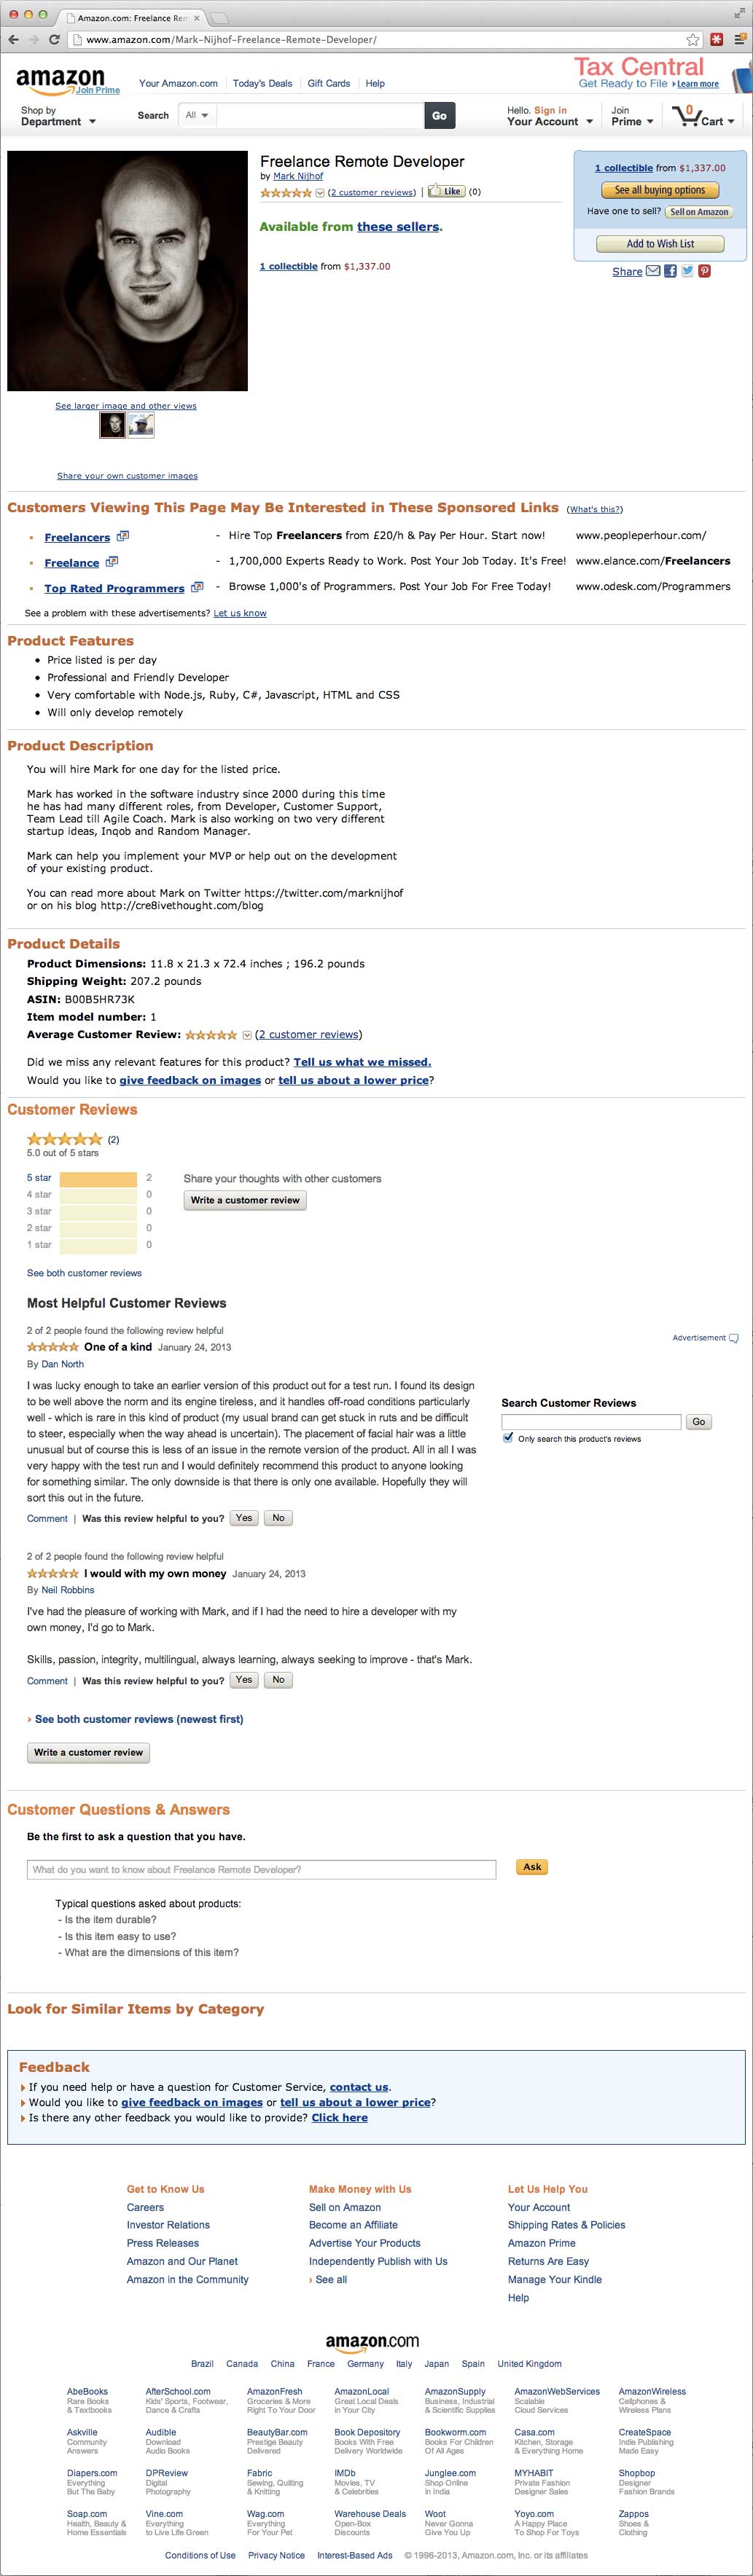 Amazon.com: Freelance Rem
www.amazon.com/Mark-Nijhof-Freelance-Remote-Developer/
amazon
Join Prime
Your Amazon.com
Today's Deals
Gift Cards
Help
Tax Central
Get Ready to File
Learn more
Shop by
Department
Search
All
Go
Hello. Sign in
Your Account
Join
Prime
0
Cart
Freelance Remote Developer
by Mark Nijhof
(2 customer reviews) | Like (0)
Available from these sellers.
1 collectible from $1,337.00
1 collectible from $1,337.00
See all buying options
Have one to sell? Sell on Amazon
Add to Wish List
Share
See larger image and other views
Share your own customer images
Customers Viewing This Page May Be Interested in These Sponsored Links (What's this?)
Freelancers - Hire Top Freelancers from £20/h & Pay Per Hour. Start now! www.peopleperhour.com/
Freelance - 1,700,000 Experts Ready to Work. Post Your Job Today. It's Free! www.elance.com/Freelancers
Top Rated Programmers - Browse 1,000's of Programmers. Post Your Job For Free Today! www.odesk.com/Programmers
See a problem with these advertisements? Let us know
Product Features
• Price listed is per day
• Professional and Friendly Developer
• Very comfortable with Node.js, Ruby, C#, Javascript, HTML and CSS
• Will only develop remotely
Product Description
You will hire Mark for one day for the listed price.
Mark has worked in the software industry since 2000 during this time
he has had many different roles, from Developer, Customer Support,
Team Lead till Agile Coach. Mark is also working on two very different
startup ideas, Inqob and Random Manager.
Mark can help you implement your MVP or help out on the development
of your existing product.
You can read more about Mark on Twitter https://twitter.com/marknijhof
or on his blog http://cre8ivethought.com/blog
Product Details
Product Dimensions: 11.8 x 21.3 x 72.4 inches ; 196.2 pounds
Shipping Weight: 207.2 pounds
ASIN: B00B5HR73K
Item model number: 1
Average Customer Review: (2 customer reviews)
Did we miss any relevant features for this product? Tell us what we missed.
Would you like to give feedback on images or tell us about a lower price?
Customer Reviews
(2)
5.0 out of 5 stars
5 star 2
4 star 0
3 star 0
2 star 0
1 star 0
Share your thoughts with other customers
Write a customer review
See both customer reviews
Most Helpful Customer Reviews
2 of 2 people found the following review helpful
One of a kind January 24, 2013
By Dan North
I was lucky enough to take an earlier version of this product out for a test run. I found its design
to be well above the norm and its engine tireless, and it handles off-road conditions particularly
well - which is rare in this kind of product (my usual brand can get stuck in ruts and be difficult
to steer, especially when the way ahead is uncertain). The placement of facial hair was a little
unusual but of course this is less of an issue in the remote version of the product. All in all I was
very happy with the test run and I would definitely recommend this product to anyone looking
for something similar. The only downside is that there is only one available. Hopefully they will
sort this out in the future.
Comment | Was this review helpful to you? Yes No
Advertisement
Search Customer Reviews
Go
Only search this product's reviews
2 of 2 people found the following review helpful
I would with my own money January 24, 2013
By Neil Robbins
I've had the pleasure of working with Mark, and if I had the need to hire a developer with my
own money, I'd go to Mark.
Skills, passion, integrity, multilingual, always learning, always seeking to improve - that's Mark.
Comment | Was this review helpful to you? Yes No
› See both customer reviews (newest first)
Write a customer review
Customer Questions & Answers
Be the first to ask a question that you have.
What do you want to know about Freelance Remote Developer?
Ask
Typical questions asked about products:
- Is the item durable?
- Is this item easy to use?
- What are the dimensions of this item?
Look for Similar Items by Category
Feedback
If you need help or have a question for Customer Service, contact us.
Would you like to give feedback on images or tell us about a lower price?
Is there any other feedback you would like to provide? Click here
Get to Know Us
Careers
Investor Relations
Press Releases
Amazon and Our Planet
Amazon in the Community
Make Money with Us
Sell on Amazon
Become an Affiliate
Advertise Your Products
Independently Publish with Us
› See all
Let Us Help You
Your Account
Shipping Rates & Policies
Amazon Prime
Returns Are Easy
Manage Your Kindle
Help
amazon.com
Brazil Canada China France Germany Italy Japan Spain United Kingdom
AbeBooks
Rare Books
& Textbooks
AfterSchool.com
Kids' Sports, Footwear,
Dance & Crafts
AmazonFresh
Groceries & More
Right To Your Door
AmazonLocal
Great Local Deals
in Your City
AmazonSupply
Business, Industrial
& Scientific Supplies
AmazonWebServices
Scalable
Cloud Services
AmazonWireless
Cellphones &
Wireless Plans
Askville
Community
Answers
Audible
Download
Audio Books
BeautyBar.com
Prestige Beauty
Delivered
Book Depository
Books With Free
Delivery Worldwide
Bookworm.com
Books For Children
Of All Ages
Casa.com
Kitchen, Storage
& Everything Home
CreateSpace
Indie Publishing
Made Easy
Diapers.com
Everything
But The Baby
DPReview
Digital
Photography
Fabric
Sewing, Quilting
& Knitting
IMDb
Movies, TV
& Celebrities
Junglee.com
Shop Online
in India
MYHABIT
Private Fashion
Designer Sales
Shopbop
Designer
Fashion Brands
Soap.com
Health, Beauty &
Home Essentials
Vine.com
Everything
to Live Life Green
Wag.com
Everything
For Your Pet
Warehouse Deals
Open-Box
Discounts
Woot
Never Gonna
Give You Up
Yoyo.com
A Happy Place
To Shop For Toys
Zappos
Shoes &
Clothing
Conditions of Use Privacy Notice Interest-Based Ads © 1996-2013, Amazon.com, Inc. or its affiliates